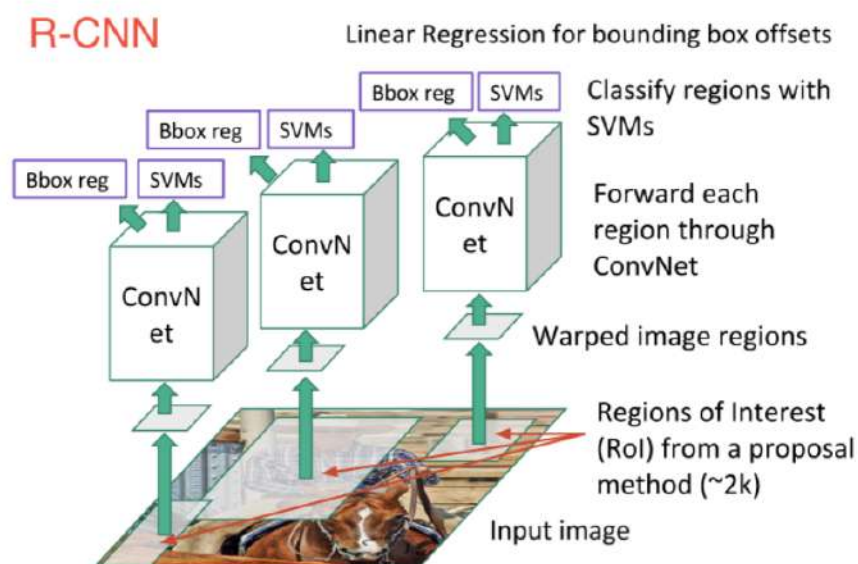 R-CNN
Linear Regression for bounding box offsets
Bbox reg
SVMs
Classify regions with
SVMs
Bbox reg
SVMs
Bbox reg
SVMs
Forward each
region through
ConvNet
ConvN
et
ConvN
et
ConvN
et
Warped image regions
Regions of Interest
(RoI) from a proposal
method (~2k)
Input image